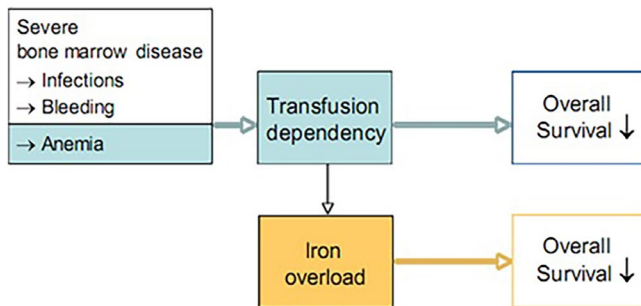 Severe
bone marrow disease
→ Infections
→ Bleeding
→ Anemia
Transfusion
dependency
Overall
Survival ↓
Iron
overload
Overall
Survival ↓